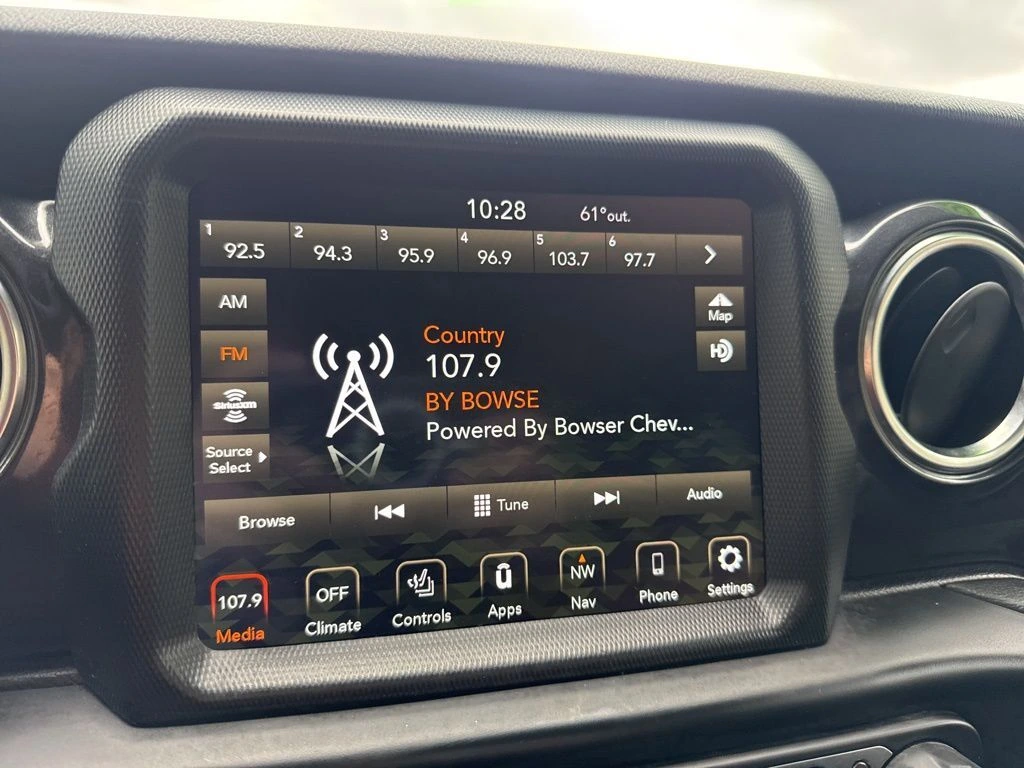 10:28 61°out.
1 92.5 2 94.3 3 95.9 4 96.9 5 103.7 6 97.7
AM
FM
SiriusXM
Source
Select
Country
107.9
BY BOWSE
Powered By Bowser Chev...
Map
HD
Browse Tune Audio
107.9 OFF û NW
Media Climate Controls Apps Nav Phone Settings